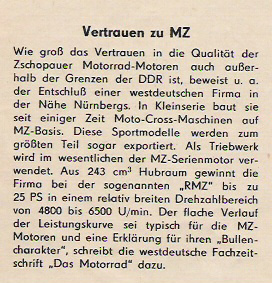 Vertrauen zu MZ
Wie groß das Vertrauen in die Qualität der
Zschopauer Motorrad-Motoren auch außer-
halb der Grenzen der DDR ist, beweist u. a.
der Entschluß einer westdeutschen Firma in
der Nähe Nürnbergs. In Kleinserie baut sie
seit einiger Zeit Moto-Cross-Maschinen auf
MZ-Basis. Diese Sportmodelle werden zum
größten Teil sogar exportiert. Als Triebwerk
wird im wesentlichen der MZ-Serienmotor ver-
wendet. Aus 243 cm³ Hubraum gewinnt die
Firma bei der sogenannten „RMZ" bis zu
25 PS in einem relativ breiten Drehzahlbereich
von 4800 bis 6500 U/min. Der flache Verlauf
der Leistungskurve sei typisch für die MZ-
Motoren und eine Erklärung für ihren „Bullen-
charakter", schreibt die westdeutsche Fachzeit-
schrift „Das Motorrad" dazu.